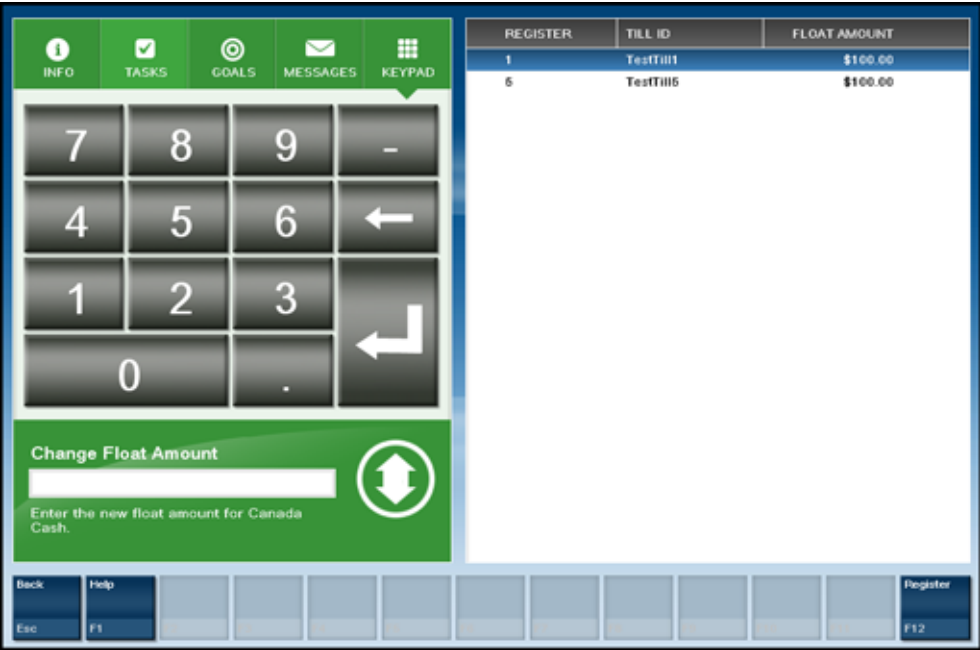 INFO TASKS GOALS MESSAGES KEYPAD
7 8 9 -
4 5 6
1 2 3
0 .
Change Float Amount
Enter the new float amount for Canada
Cash.
REGISTER TILL ID FLOAT AMOUNT
1 TestTill1 $100.00
5 TestTill5 $100.00
Back Help Register
Esc F1 F12